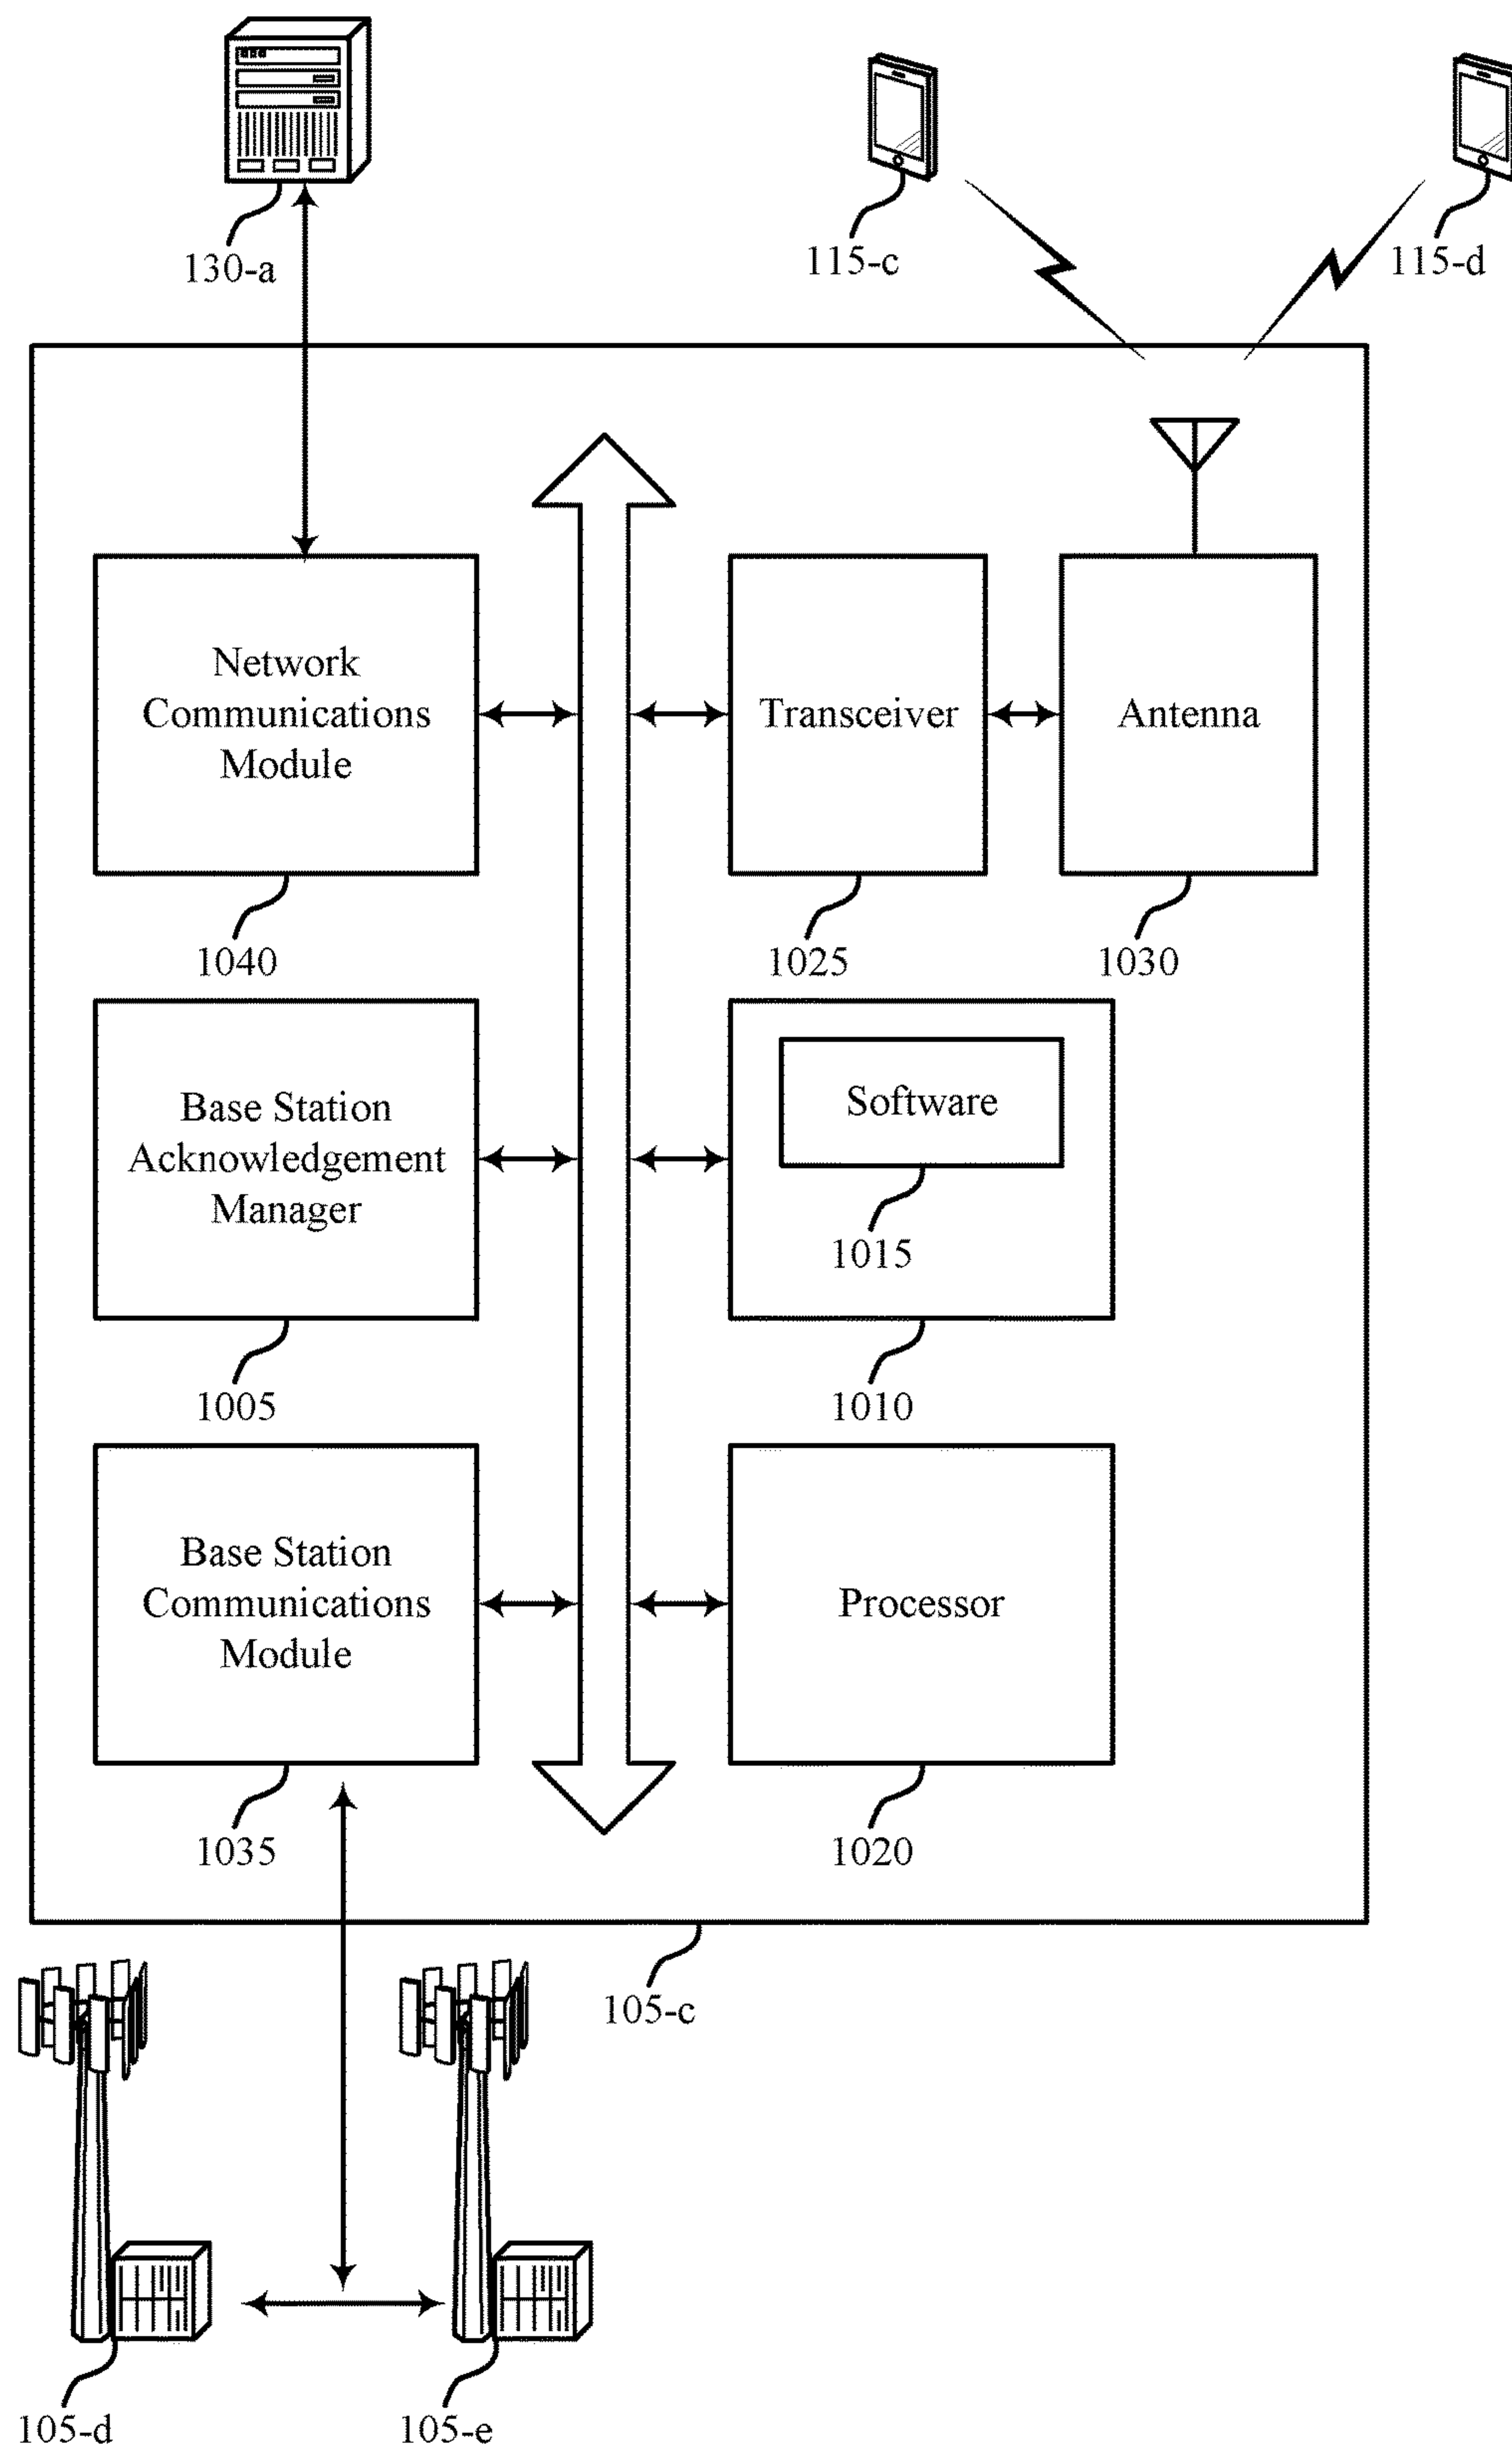 130-a
115-c
115-d
Network
Communications
Module
Transceiver
Antenna
1040
1025
1030
Base Station
Acknowledgement
Manager
Software
1015
1005
1010
Base Station
Communications
Module
Processor
1035
1020
105-c
105-d
105-e